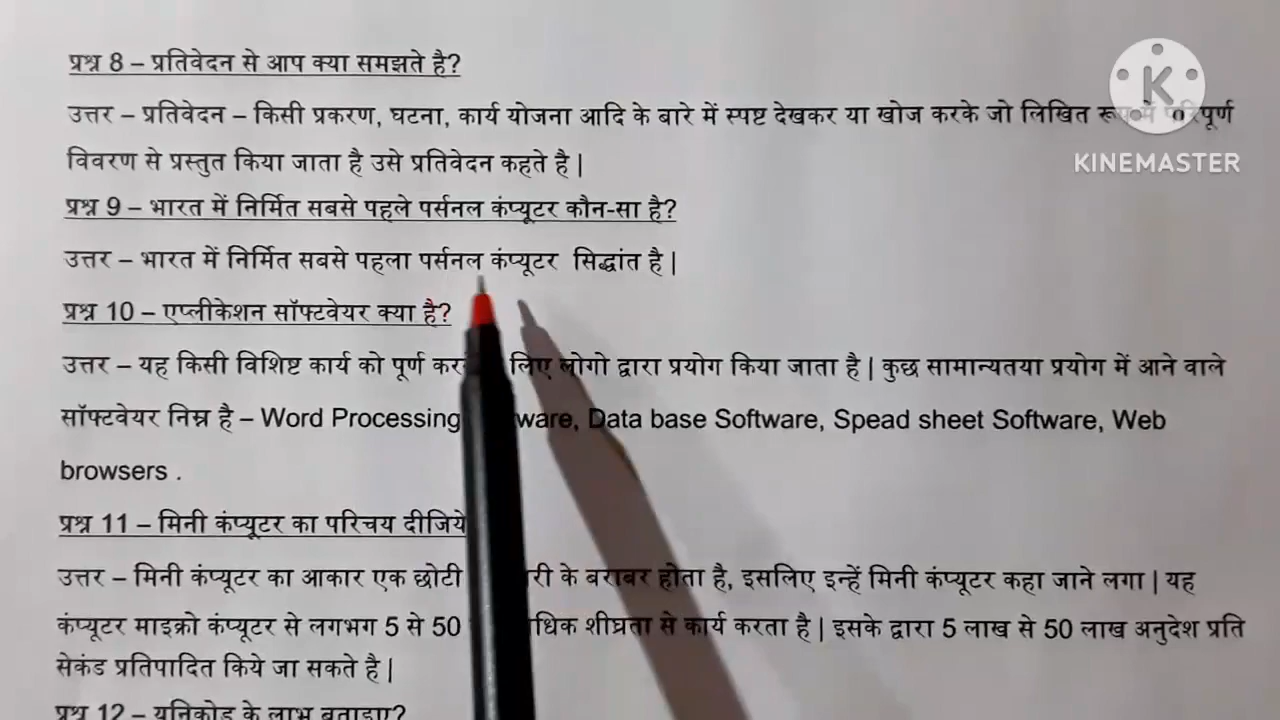 प्रश्न 8 – प्रतिवेदन से आप क्या समझते है?
उत्तर – प्रतिवेदन – किसी प्रकरण, घटना, कार्य योजना आदि के बारे में स्पष्ट देखकर या खोज करके जो लिखित
विवरण से प्रस्तुत किया जाता है उसे प्रतिवेदन कहते है |
KINEMASTER
प्रश्न 9 – भारत में निर्मित सबसे पहले पर्सनल कंप्यूटर कौन-सा है?
उत्तर – भारत में निर्मित सबसे पहला पर्सनल कंप्यूटर सिद्धांत है |
प्रश्न 10 – एप्लीकेशन सॉफ्टवेयर क्या है?
उत्तर – यह किसी विशिष्ट कार्य को पूर्ण लिए लोगो द्वारा प्रयोग किया जाता है | कुछ सामान्यतया प्रयोग में आने वाले
सॉफ्टवेयर निम्न है – Word Processing Data base Software, Spead sheet Software, Web
browsers .
प्रश्न 11 – मिनी कंप्यूटर का परिचय दीजिये
उत्तर – मिनी कंप्यूटर का आकार एक छोटी के बराबर होता है, इसलिए इन्हें मिनी कंप्यूटर कहा जाने लगा | यह
कंप्यूटर माइक्रो कंप्यूटर से लगभग 5 से 50 शीघ्रता से कार्य करता है | इसके द्वारा 5 लाख से 50 लाख अनुदेश प्रति
सेकंड प्रतिपादित किये जा सकते है |
प्रश्न 12 – यूनिकोड के लाभ बताइए?